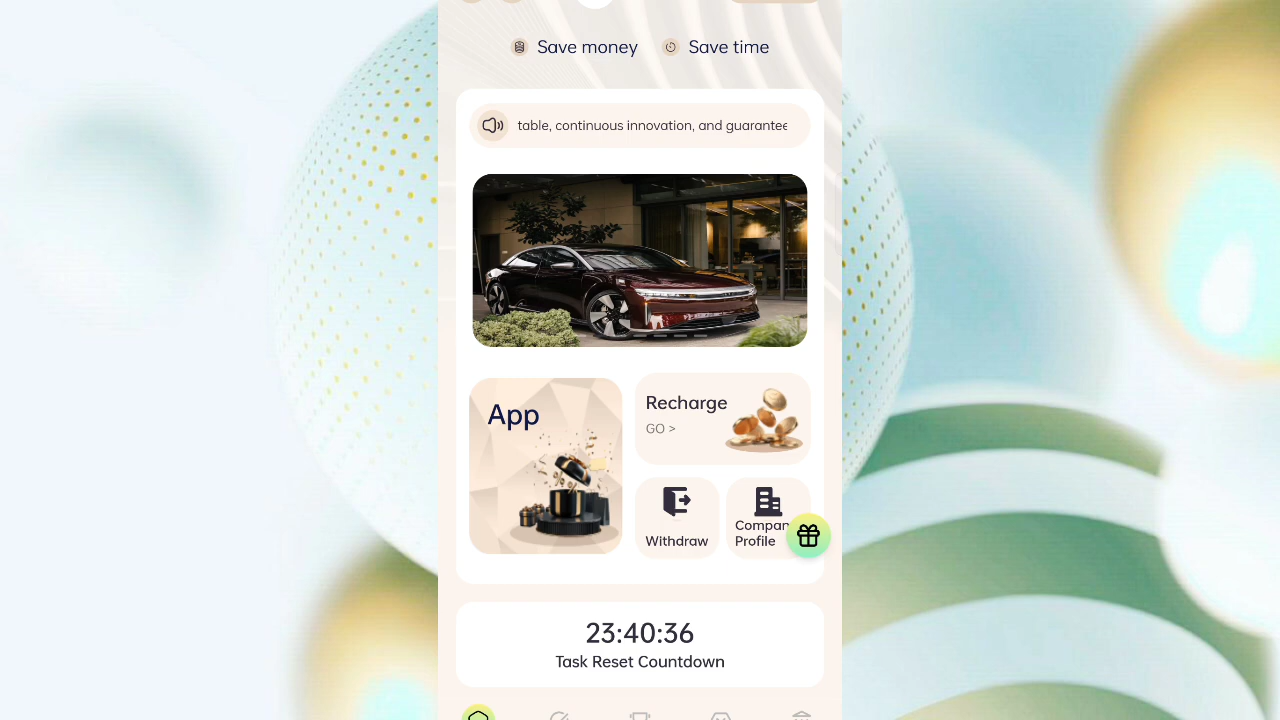 Save money Save time
table, continuous innovation, and guarantee
App
Recharge
GO >
Withdraw
Profile
23:40:36
Task Reset Countdown